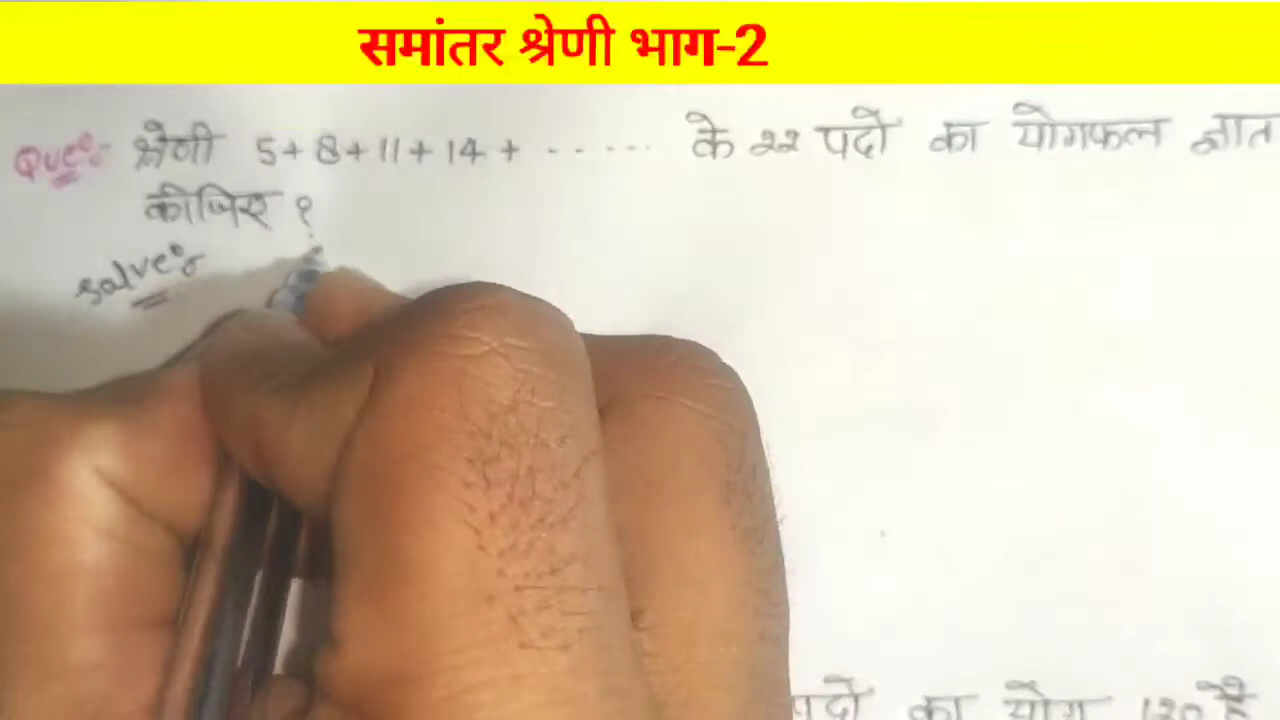 समांतर श्रेणी भाग-2
Que:- श्रेणी 5+8+11+14+ ...... के 22 पदों का योगफल ज्ञात
कीजिए ?
Solve:-
पदों का योग 120 है